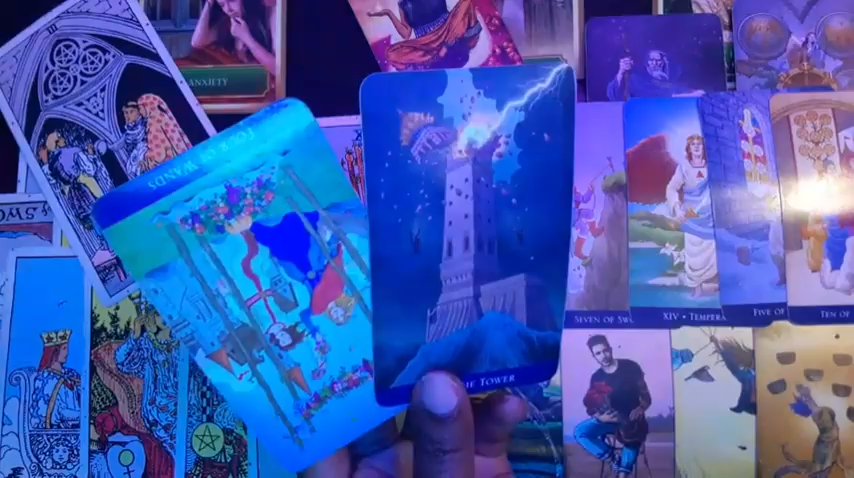 ANXIETY
FOUR OF WANDS
THE TOWER
SEVEN OF SW
XIV • TEMPERA
FIVE OF
TEN OF